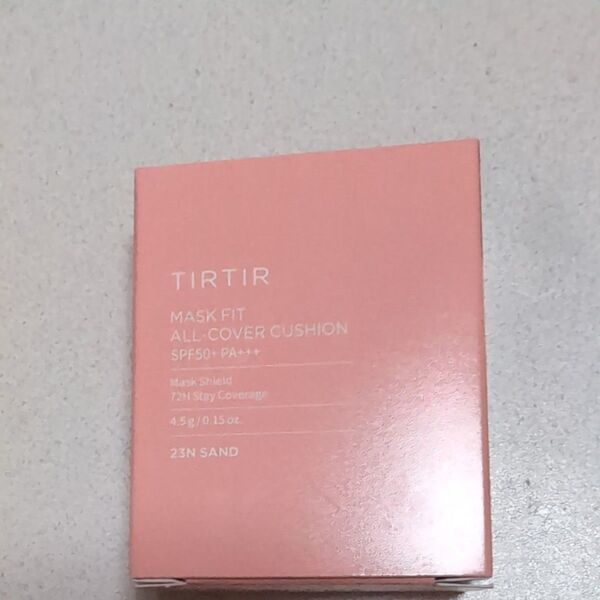 TIRTIR
MASK FIT
ALL-COVER CUSHION
SPF50+ PA+++
Mask Shield
72H Stay Coverage
4.5 g / 0.15 oz.
23N SAND